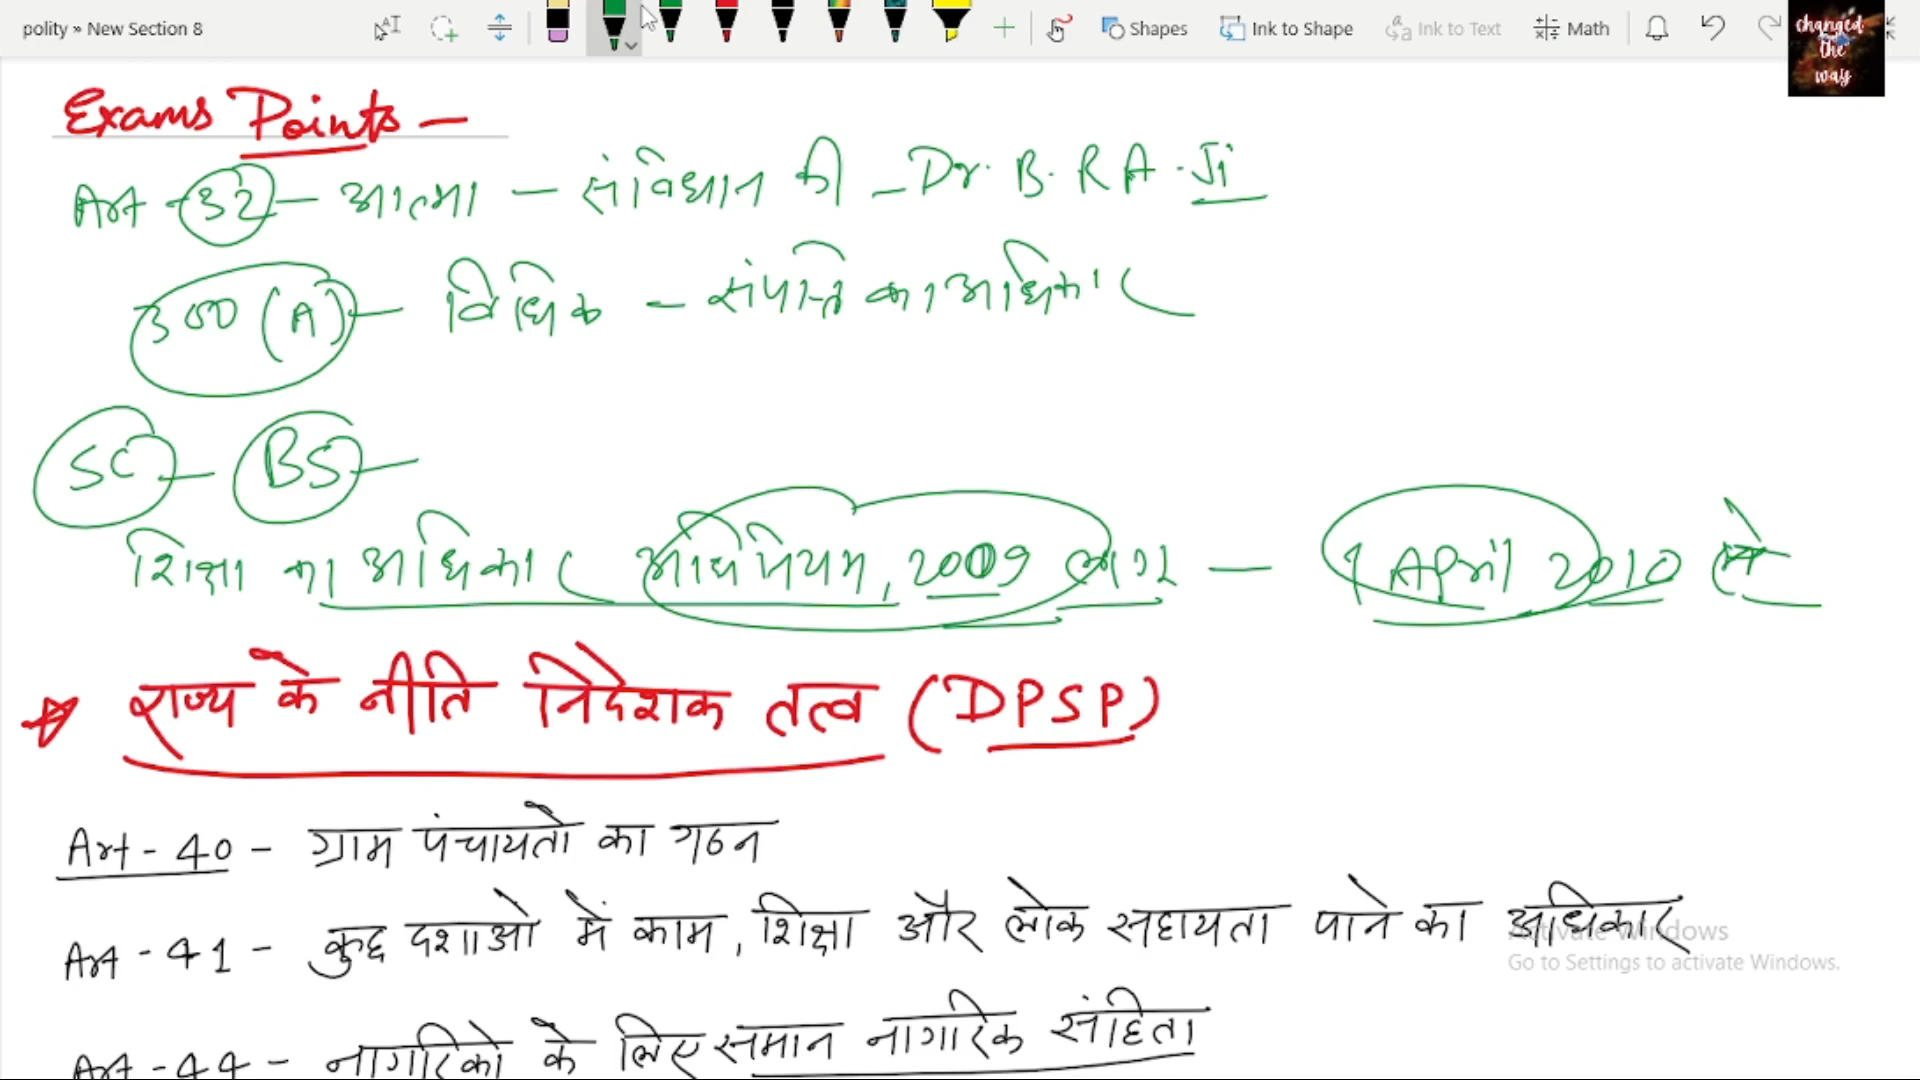 polity » New Section 8
Shapes
Ink to Shape
Ink to Text
Math
changed
the
way
Exams Points –
Art - 32 – आत्मा – संविधान की – Dr. B. R A. Ji
300 (A) – विधिक – संपत्ति का अधिकार
SC – BS –
शिक्षा का अधिकार अधिनियम, 2009 लागू – 1 April 2010 से
राज्य के नीति निदेशक तत्व (DPSP)
Art - 40 – ग्राम पंचायतो का गठन
Art - 41 – कुछ दशाओ में काम, शिक्षा और लोक सहायता पाने का अधिकार
Activate Windows
Go to Settings to activate Windows.
Art - 44 – नागरिको के लिए समान नागरिक संहिता